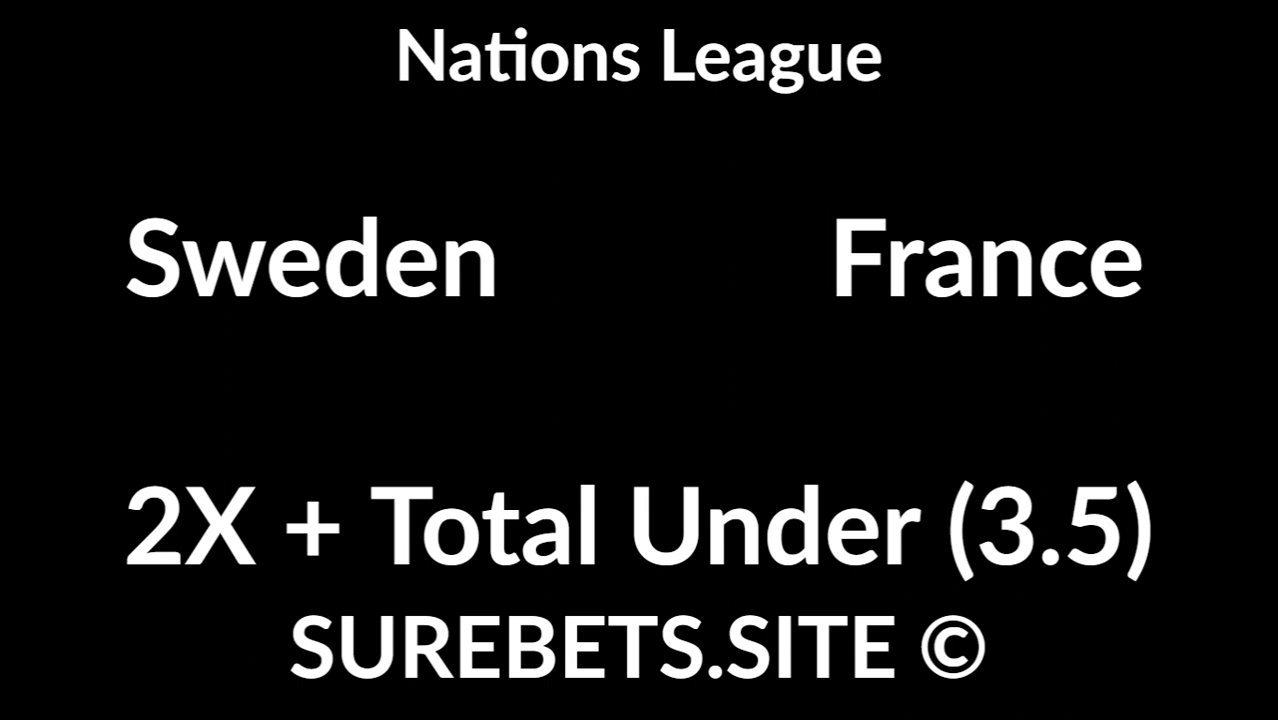 Nations League
Sweden France
2X + Total Under (3.5)
SUREBETS.SITE ©